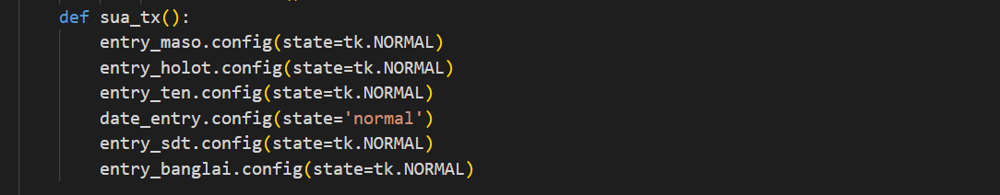 def sua_tx():
entry_maso.config(state=tk.NORMAL)
entry_holot.config(state=tk.NORMAL)
entry_ten.config(state=tk.NORMAL)
date_entry.config(state='normal')
entry_sdt.config(state=tk.NORMAL)
entry_banglai.config(state=tk.NORMAL)